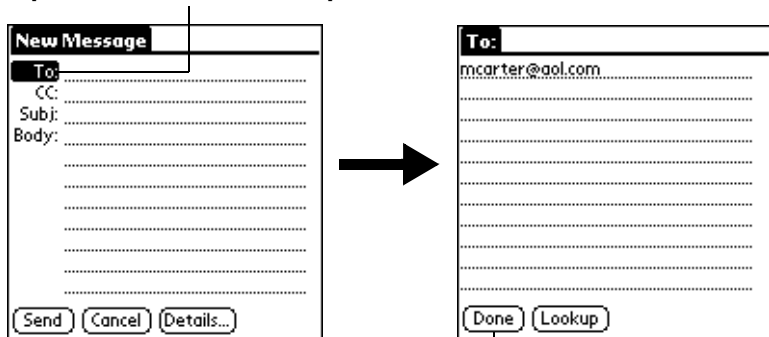 New Message
To:
CC:
Subj:
Body:
Send Cancel Details...
To:
mcarter@aol.com
Done Lookup